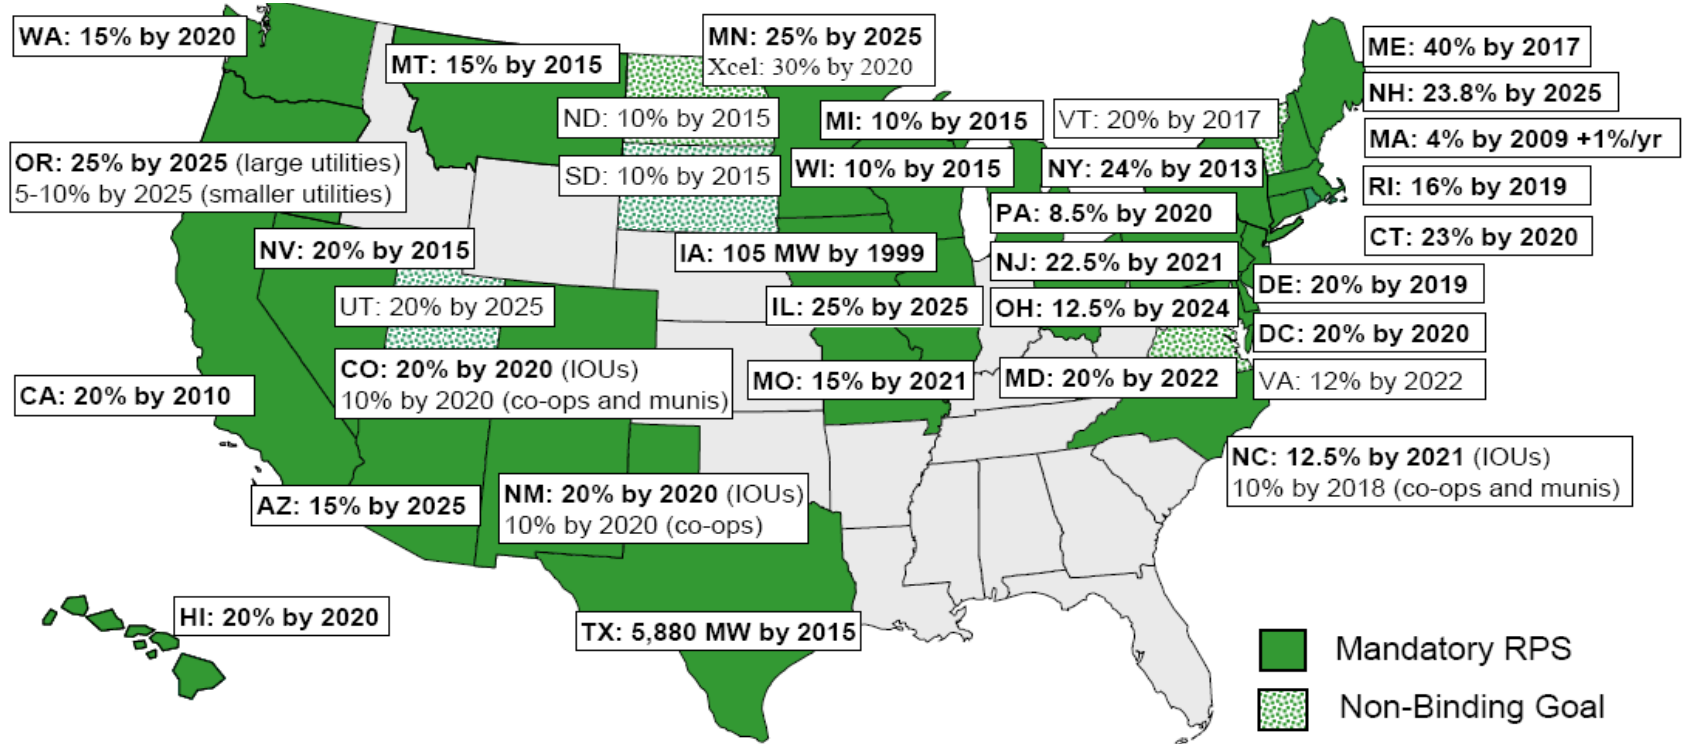 WA: 15% by 2020
MT: 15% by 2015
MN: 25% by 2025
Xcel: 30% by 2020
ME: 40% by 2017
NH: 23.8% by 2025
ND: 10% by 2015
MI: 10% by 2015
VT: 20% by 2017
MA: 4% by 2009 +1%/yr
OR: 25% by 2025 (large utilities)
5-10% by 2025 (smaller utilities)
SD: 10% by 2015
WI: 10% by 2015
NY: 24% by 2013
RI: 16% by 2019
PA: 8.5% by 2020
CT: 23% by 2020
NV: 20% by 2015
IA: 105 MW by 1999
NJ: 22.5% by 2021
DE: 20% by 2019
UT: 20% by 2025
IL: 25% by 2025
OH: 12.5% by 2024
DC: 20% by 2020
CO: 20% by 2020 (IOUs)
10% by 2020 (co-ops and munis)
MO: 15% by 2021
MD: 20% by 2022
VA: 12% by 2022
CA: 20% by 2010
NC: 12.5% by 2021 (IOUs)
10% by 2018 (co-ops and munis)
AZ: 15% by 2025
NM: 20% by 2020 (IOUs)
10% by 2020 (co-ops)
HI: 20% by 2020
TX: 5,880 MW by 2015
Mandatory RPS
Non-Binding Goal